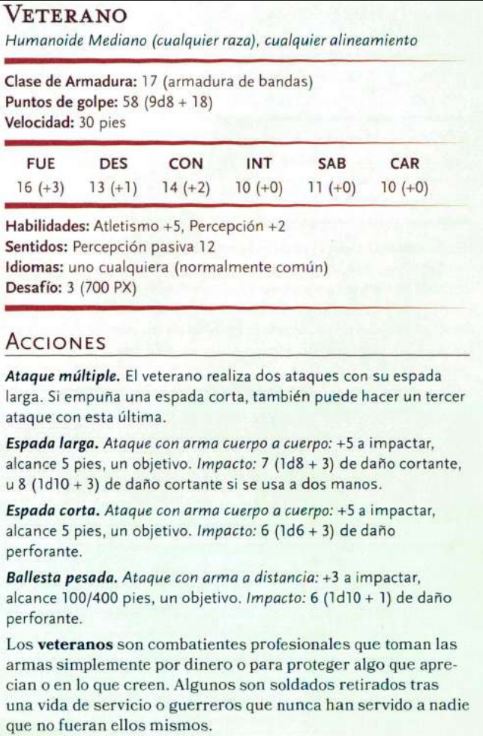 VETERANO
Humanoide Mediano (cualquier raza), cualquier alineamiento
Clase de Armadura: 17 (armadura de bandas)
Puntos de golpe: 58 (9d8 + 18)
Velocidad: 30 pies
FUE DES CON INT SAB CAR
16 (+3) 13 (+1) 14 (+2) 10 (+0) 11 (+0) 10 (+0)
Habilidades: Atletismo +5, Percepción +2
Sentidos: Percepción pasiva 12
Idiomas: uno cualquiera (normalmente común)
Desafío: 3 (700 PX)
ACCIONES
Ataque múltiple. El veterano realiza dos ataques con su espada
larga. Si empuña una espada corta, también puede hacer un tercer
ataque con esta última.
Espada larga. Ataque con arma cuerpo a cuerpo: +5 a impactar,
alcance 5 pies, un objetivo. Impacto: 7 (1d8 + 3) de daño cortante,
u 8 (1d10 + 3) de daño cortante si se usa a dos manos.
Espada corta. Ataque con arma cuerpo a cuerpo: +5 a impactar,
alcance 5 pies, un objetivo. Impacto: 6 (1d6 + 3) de daño
perforante.
Ballesta pesada. Ataque con arma a distancia: +3 a impactar,
alcance 100/400 pies, un objetivo. Impacto: 6 (1d10 + 1) de daño
perforante.
Los veteranos son combatientes profesionales que toman las
armas simplemente por dinero o para proteger algo que apre-
cian o en lo que creen. Algunos son soldados retirados tras
una vida de servicio o guerreros que nunca han servido a nadie
que no fueran ellos mismos.